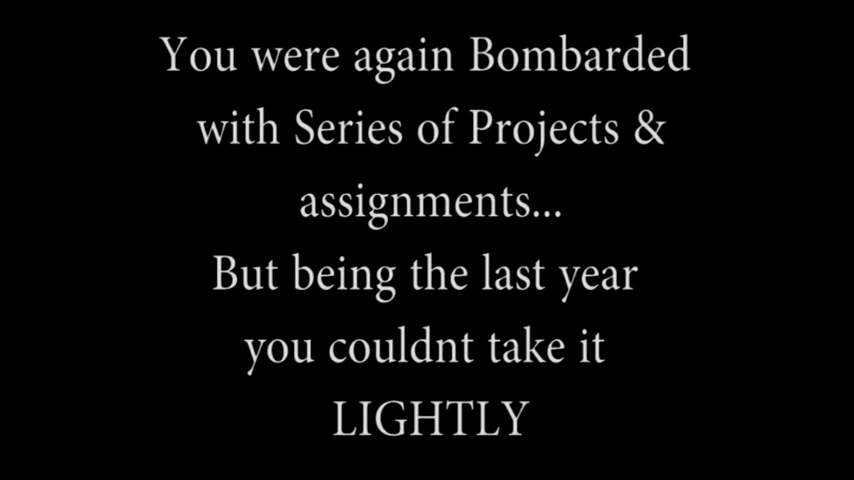 You were again Bombarded
with Series of Projects &
assignments...
But being the last year
you couldnt take it
LIGHTLY